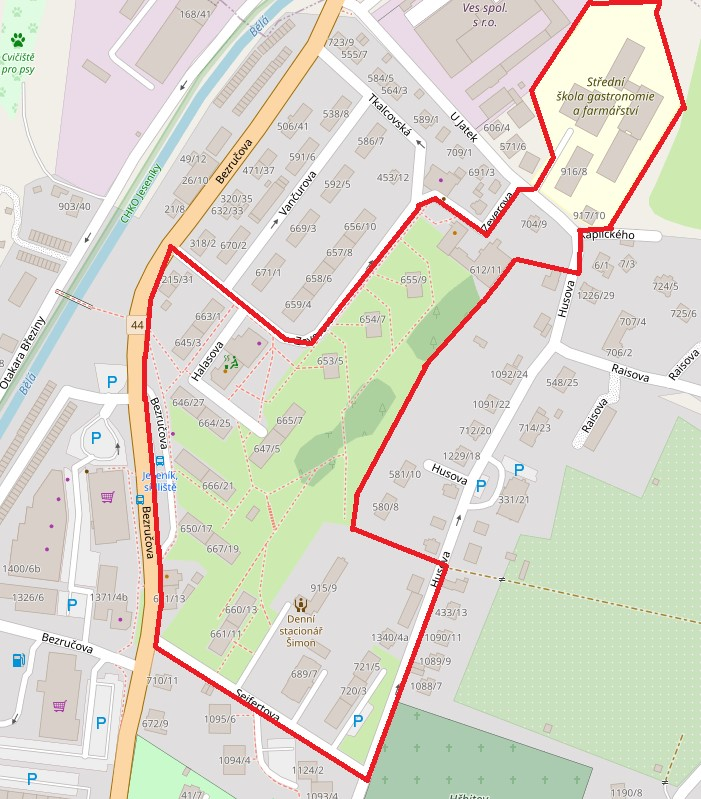 168/41
Bělá
Ves spol.
s r.o.
Cvičiště
pro psy
723/9
555/7
584/5
564/3
Střední
škola gastronomie
a farmářství
Tkalcovská
538/8
589/1
U Jatek
606/4
506/41
586/7
571/6
709/1
Bezručova
591/6
49/12
471/37
691/3
916/8
26/10
592/5
453/12
CHKO Jeseníky
Vančurova
903/40
320/35
632/33
21/8
917/10
669/3
656/10
Zeyerova
704/9
Kaplického
318/2
670/2
657/8
612/11
6/1
7/3
671/1
658/6
655/9
215/31
724/5
1226/29
Husova
659/4
663/1
654/7
707/4
725/6
44
Otakara Březiny
645/3
706/2
653/5
Halasova
Raisova
Raisova
Bělá
P
1092/24
548/25
646/27
Bezručova
1091/22
664/25
665/7
Raisova
P
712/20
714/23
647/5
1229/18
Jeseník,
sídliště
Husova
P
581/10
666/21
P
331/21
580/8
Bezručova
650/17
667/19
1400/6b
Husova
915/9
1371/4b
1326/6
P
660/13
433/13
Denní
stacionář
Šimon
661/11
1340/4a
1090/11
Bezručova
1089/9
721/5
710/11
689/7
1088/7
720/3
Seifertova
672/9
1095/6
P
P
1094/4
1124/2
P
41/7
1093/4
Hřbitov
1190/8